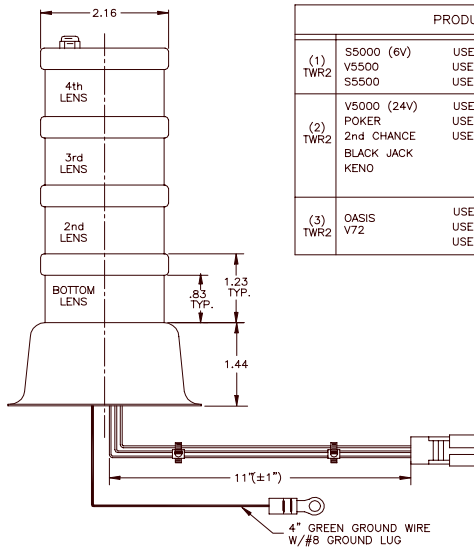 2.16
4th
LENS
3rd
LENS
2nd
LENS
BOTTOM
LENS
.83
TYP.
1.23
TYP.
1.44
11"(±1")
4" GREEN GROUND WIRE
W/#8 GROUND LUG
PRODU
(1)
TWR2
S5000 (6V) USE
V5500 USE
S5500 USE
(2)
TWR2
V5000 (24V) USE
POKER USE
2nd CHANCE USE
BLACK JACK
KENO
(3)
TWR2
OASIS USE
V72 USE
USE